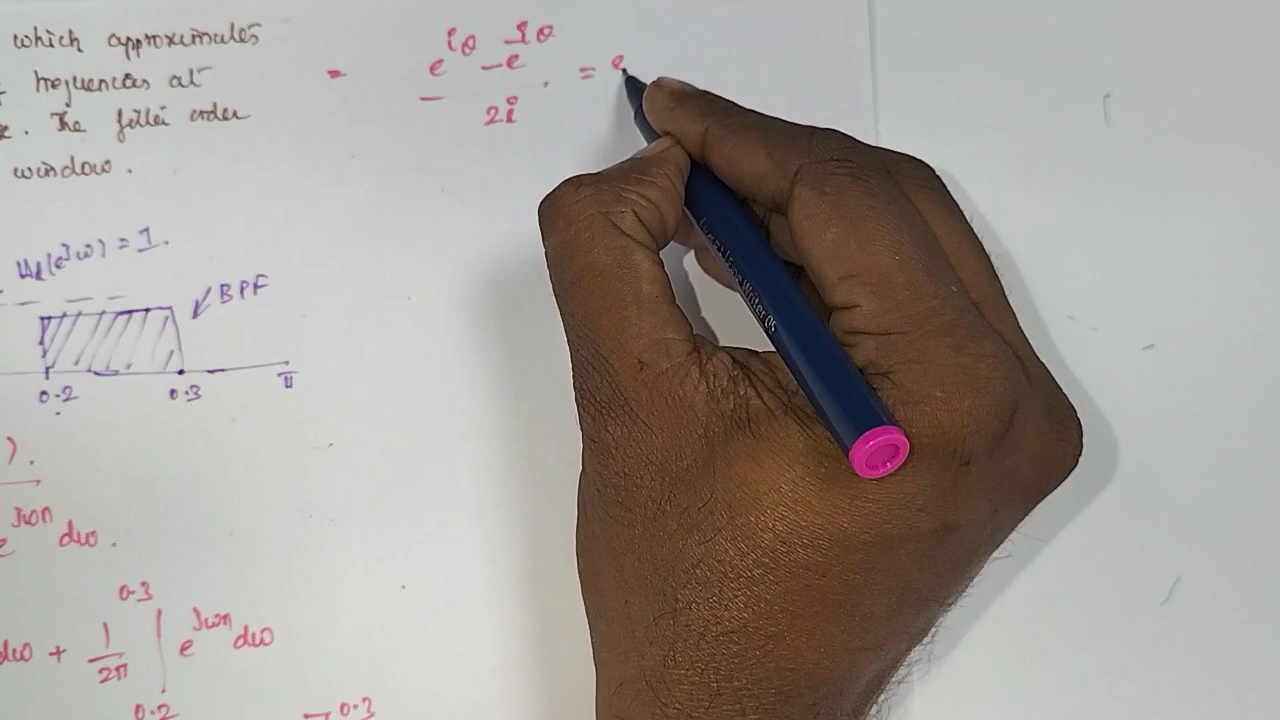 which approximates
frequencies at
. The filter order
window.
e^iθ - e^-iθ
= e
2i
Hd(e^jω) = 1.
BPF
0.2 0.3 π
).
e^jωn dω.
0.3
dω + 1/2π ∫ e^jωn dω
0.2 0.3